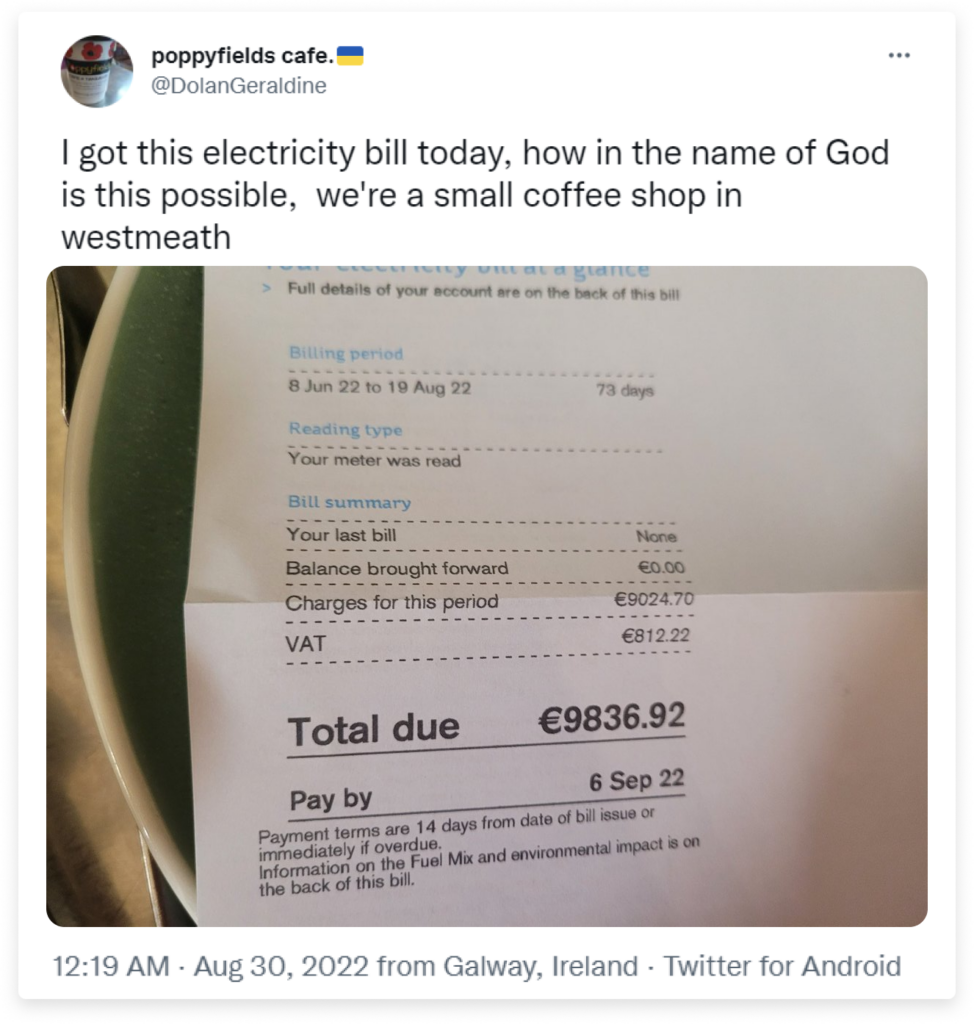 poppyfields cafe.🇺🇦
@DolanGeraldine
I got this electricity bill today, how in the name of God
is this possible,  we're a small coffee shop in
westmeath
Your electricity bill at a glance
> Full details of your account are on the back of this bill
Billing period
8 Jun 22 to 19 Aug 22 73 days
Reading type
Your meter was read
Bill summary
Your last bill None
Balance brought forward €0.00
Charges for this period €9024.70
VAT €812.22
Total due €9836.92
Pay by 6 Sep 22
Payment terms are 14 days from date of bill issue or
immediately if overdue.
Information on the Fuel Mix and environmental impact is on
the back of this bill.
12:19 AM · Aug 30, 2022 from Galway, Ireland · Twitter for Android